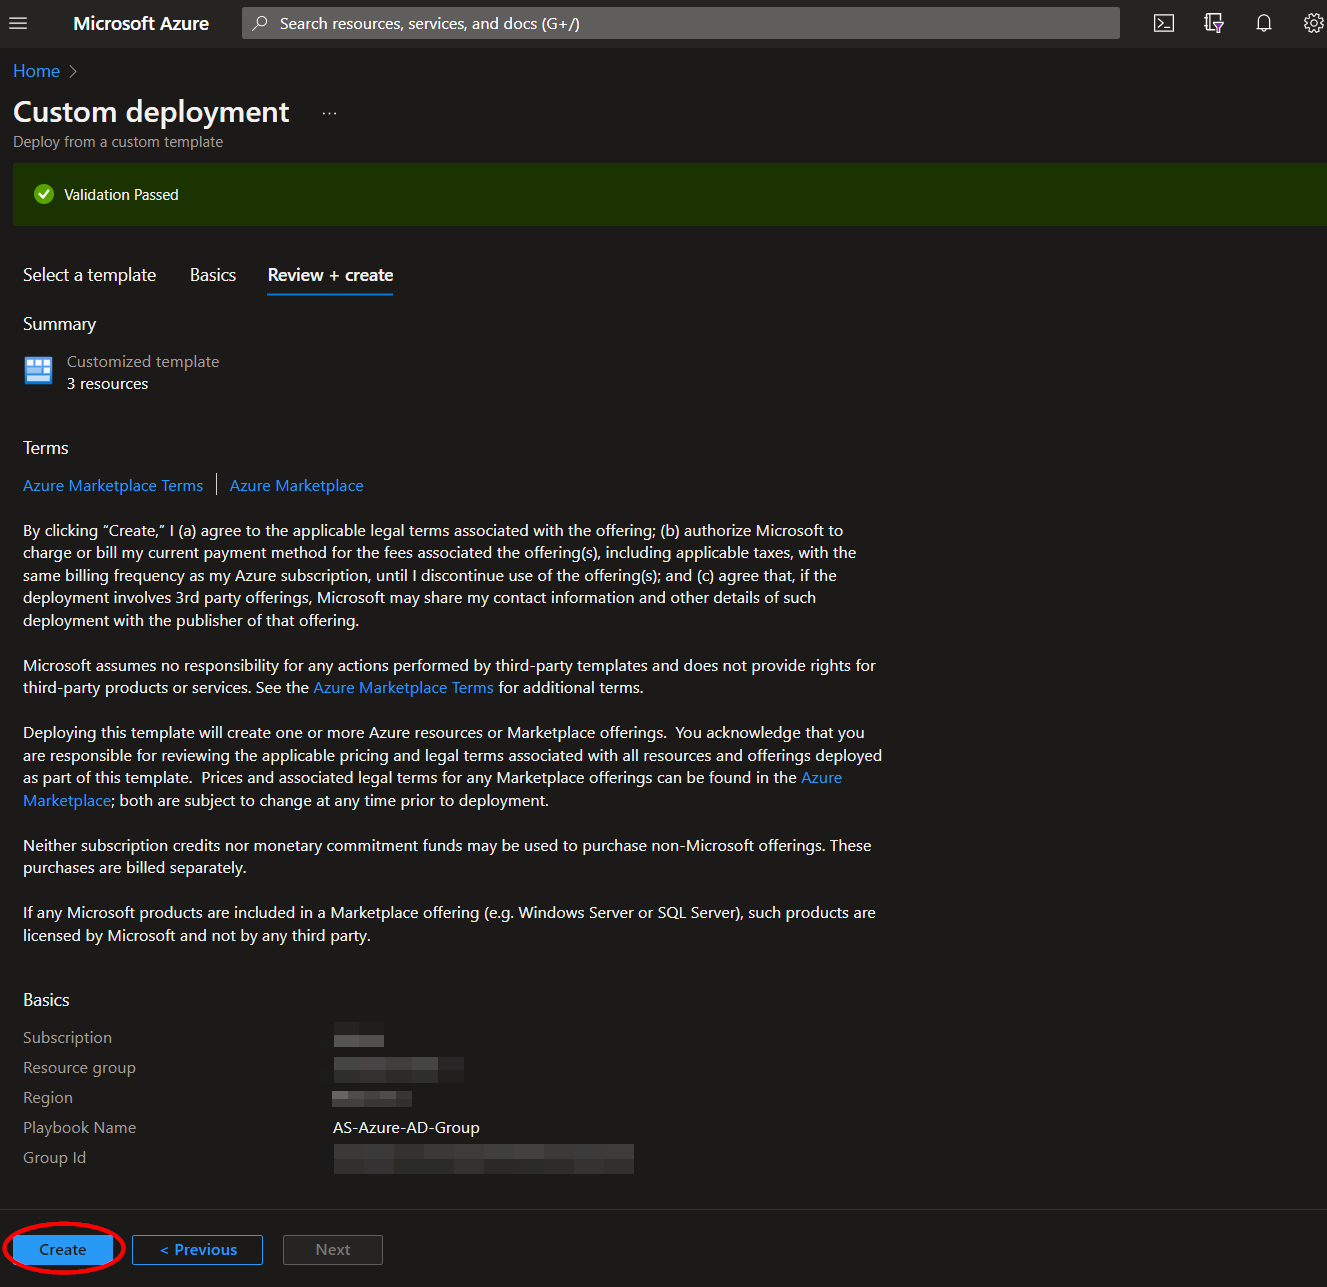 Microsoft Azure
Search resources, services, and docs (G+/)
Home >
Custom deployment ...
Deploy from a custom template
Validation Passed
Select a template Basics Review + create
Summary
Customized template
3 resources
Terms
Azure Marketplace Terms | Azure Marketplace
By clicking “Create,” I (a) agree to the applicable legal terms associated with the offering; (b) authorize Microsoft to
charge or bill my current payment method for the fees associated the offering(s), including applicable taxes, with the
same billing frequency as my Azure subscription, until I discontinue use of the offering(s); and (c) agree that, if the
deployment involves 3rd party offerings, Microsoft may share my contact information and other details of such
deployment with the publisher of that offering.
Microsoft assumes no responsibility for any actions performed by third-party templates and does not provide rights for
third-party products or services. See the Azure Marketplace Terms for additional terms.
Deploying this template will create one or more Azure resources or Marketplace offerings.  You acknowledge that you
are responsible for reviewing the applicable pricing and legal terms associated with all resources and offerings deployed
as part of this template.  Prices and associated legal terms for any Marketplace offerings can be found in the Azure
Marketplace; both are subject to change at any time prior to deployment.
Neither subscription credits nor monetary commitment funds may be used to purchase non-Microsoft offerings. These
purchases are billed separately.
If any Microsoft products are included in a Marketplace offering (e.g. Windows Server or SQL Server), such products are
licensed by Microsoft and not by any third party.
Basics
Subscription
Resource group
Region
Playbook Name AS-Azure-AD-Group
Group Id
Create < Previous Next